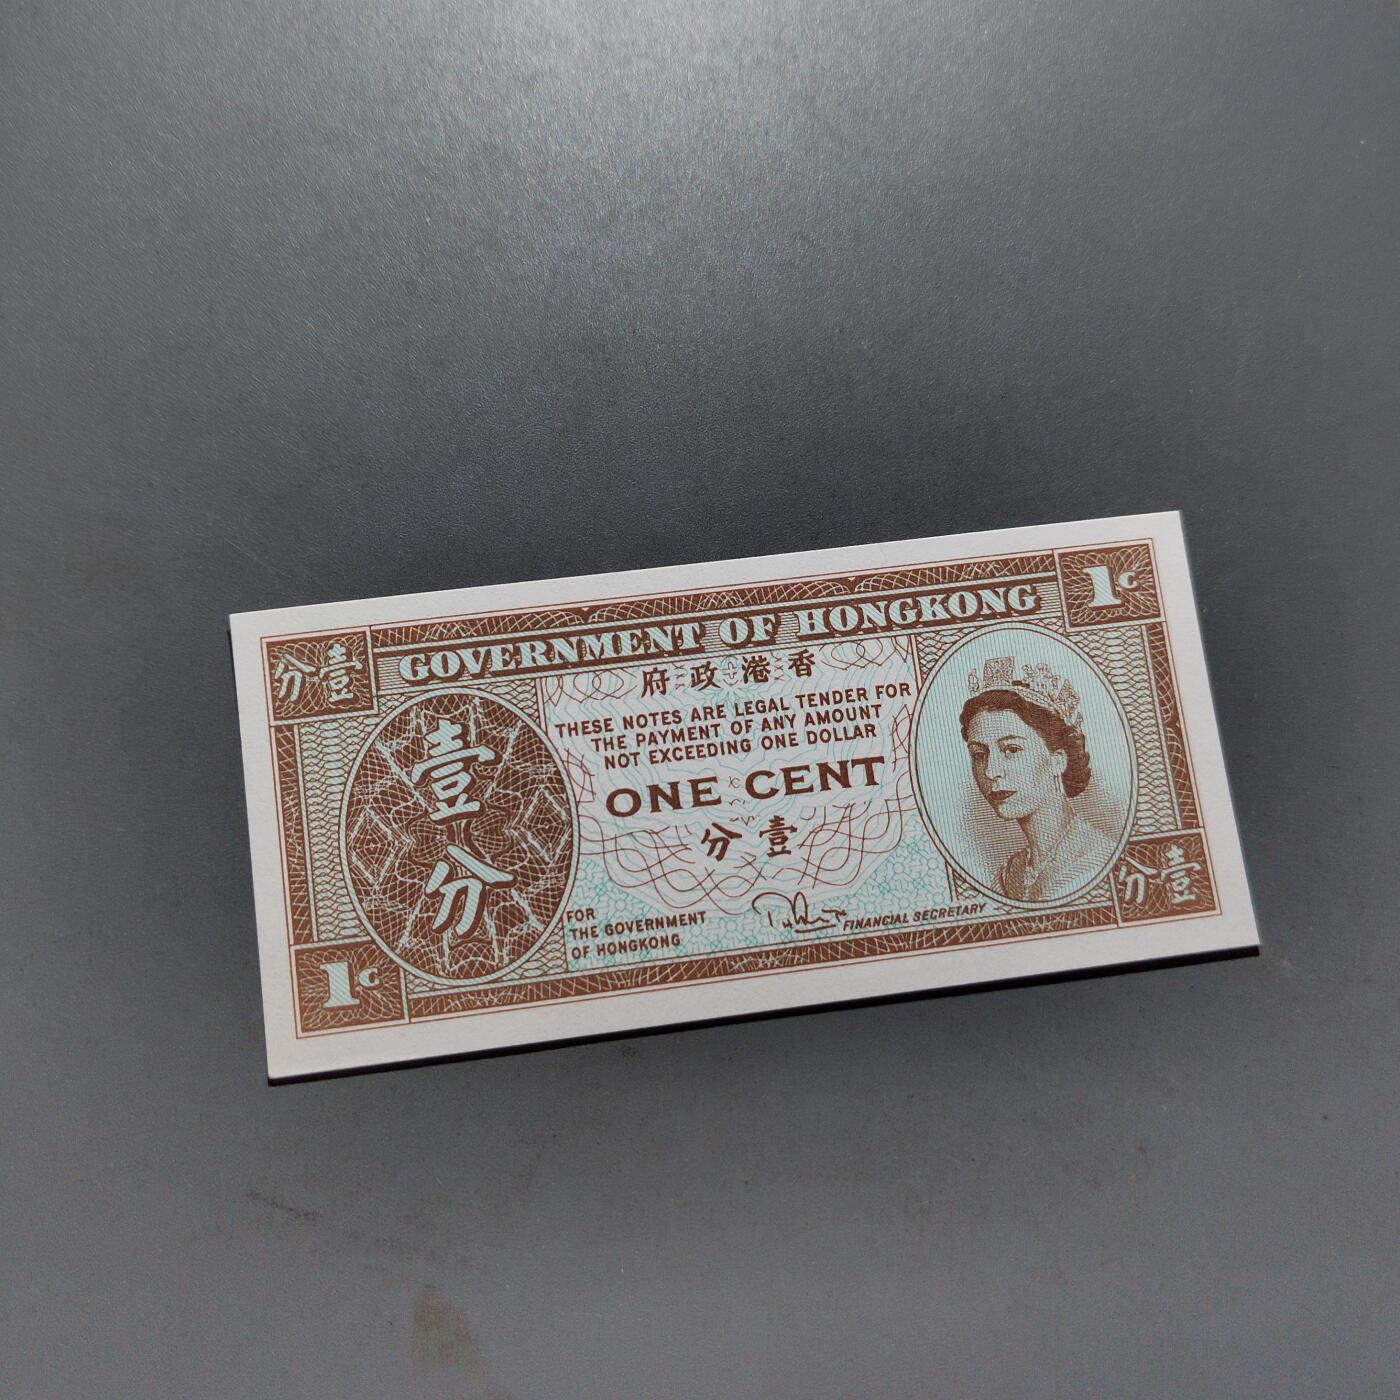 分壹
GOVERNMENT OF HONGKONG
1C
府政港香
THESE NOTES ARE LEGAL TENDER FOR
THE PAYMENT OF ANY AMOUNT
NOT EXCEEDING ONE DOLLAR
壹
分
ONE CENT
分壹
FOR
THE GOVERNMENT
OF HONGKONG
FINANCIAL SECRETARY
1C
分壹